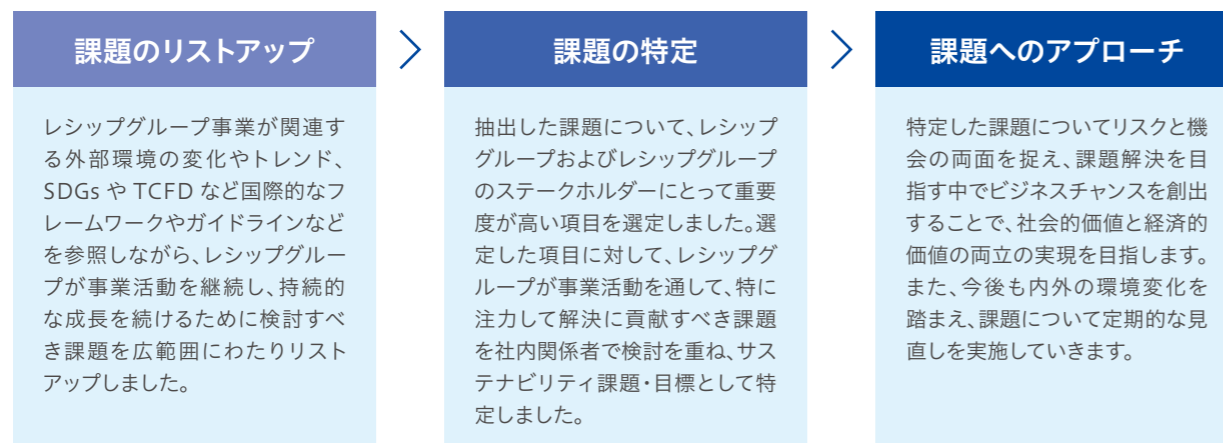 課題のリストアップ
レシップグループ事業が関連す
る外部環境の変化やトレンド、
SDGs や TCFD など国際的なフ
レームワークやガイドラインなど
を参照しながら、レシップグルー
プが事業活動を継続し、持続的
な成長を続けるために検討すべ
き課題を広範囲にわたりリスト
アップしました。
課題の特定
抽出した課題について、レシップ
グループおよびレシップグループ
のステークホルダーにとって重要
度が高い項目を選定しました。選
定した項目に対して、レシップグ
ループが事業活動を通して、特に
注力して解決に貢献すべき課題
を社内関係者で検討を重ね、サス
テナビリティ課題・目標として特
定しました。
課題へのアプローチ
特定した課題についてリスクと機
会の両面を捉え、課題解決を目
指す中でビジネスチャンスを創出
することで、社会的価値と経済的
価値の両立の実現を目指します。
また、今後も内外の環境変化を
踏まえ、課題について定期的な見
直しを実施していきます。